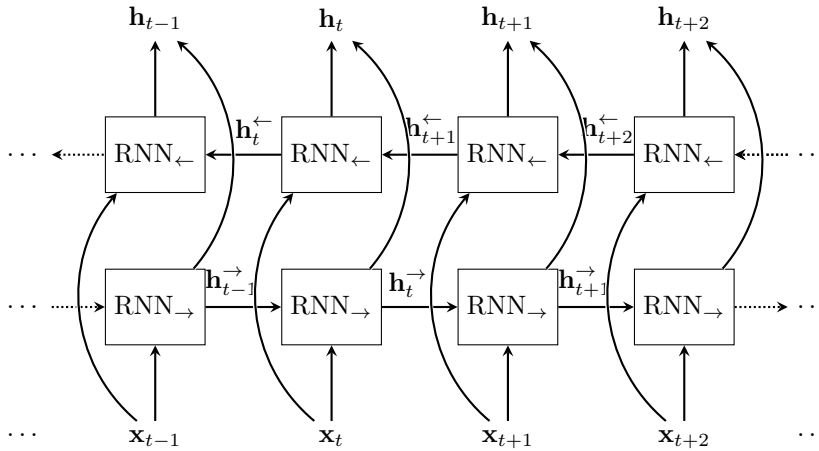 h_{t−1} h_t h_{t+1} h_{t+2}
h_t^← h_{t+1}^← h_{t+2}^←
··· RNN_← RNN_← RNN_← RNN_← ··
h_{t−1}^→ h_t^→ h_{t+1}^→
··· RNN_→ RNN_→ RNN_→ RNN_→ ··
··· x_{t−1} x_t x_{t+1} x_{t+2} ··